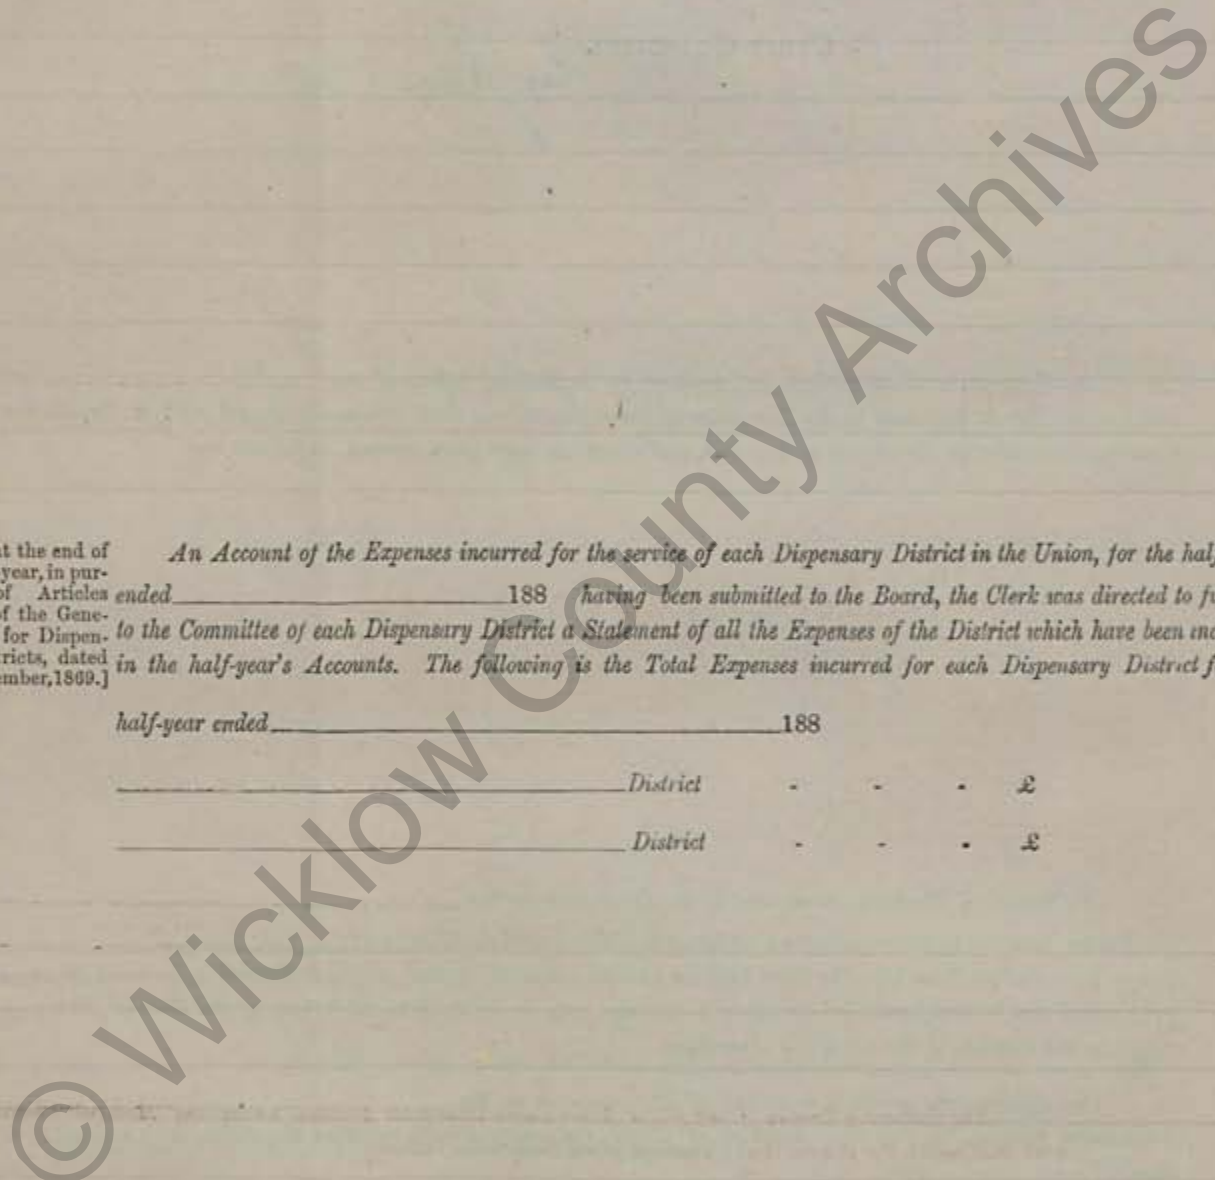 t the end of
year, in pur-
of Articles
of the Gene-
for Dispen-
ricts, dated
mber, 1869.]
An Account of the Expenses incurred for the service of each Dispensary District in the Union, for the half
ended 188 having been submitted to the Board, the Clerk was directed to fu
to the Committee of each Dispensary District a Statement of all the Expenses of the District which have been inc
in the half-year's Accounts. The following is the Total Expenses incurred for each Dispensary District f
half-year ended 188
District - - - £
District - - - £
© Wicklow County Archives